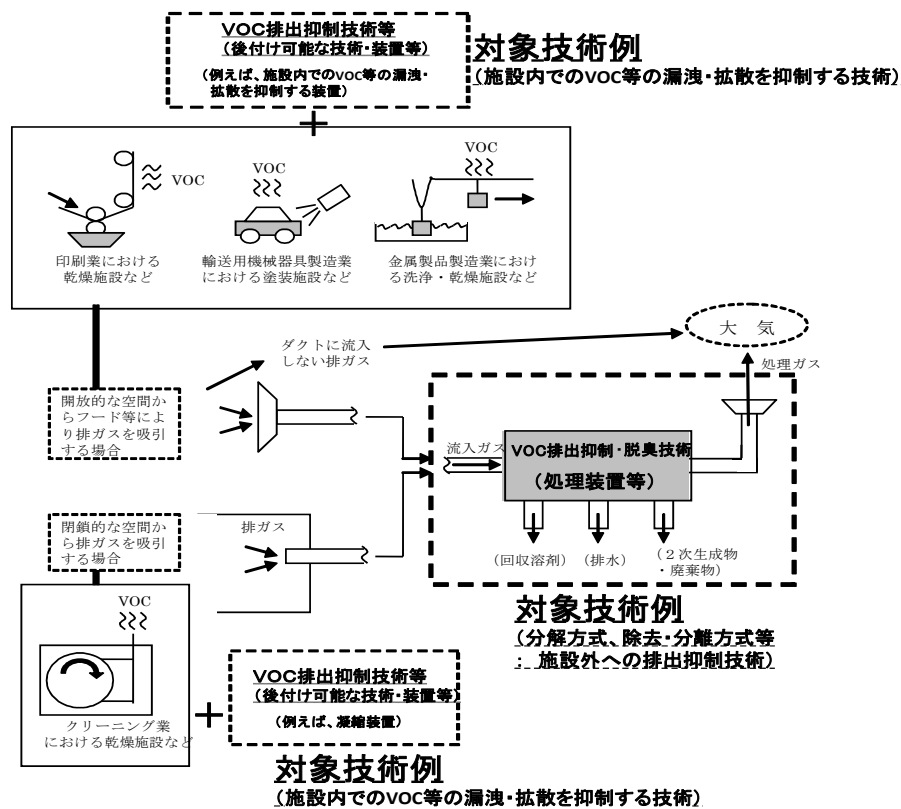 VOC排出抑制技術等
（後付け可能な技術・装置等）
（例えば、施設内でのVOC等の漏洩・
拡散を抑制する装置）
対象技術例
（施設内でのVOC等の漏洩・拡散を抑制する技術）
＋
VOC
印刷業における
乾燥施設など
VOC
輸送用機械器具製造業
における塗装施設など
VOC
金属製品製造業におけ
る洗浄・乾燥施設など
ダクトに流入
しない排ガス
大　気
処理ガス
開放的な空間か
らフード等によ
り排ガスを吸引
する場合
流入ガス
VOC排出抑制・脱臭技術
（処理装置等）
（回収溶剤）
（排水）
（２次生成物
・廃棄物）
閉鎖的な空間か
ら排ガスを吸引
する場合
排ガス
対象技術例
（分解方式、除去・分離方式等
：施設外への排出抑制技術）
VOC
クリーニング業
における乾燥施設など
＋
VOC排出抑制技術等
（後付け可能な技術・装置等）
（例えば、凝縮装置）
対象技術例
（施設内でのVOC等の漏洩・拡散を抑制する技術）